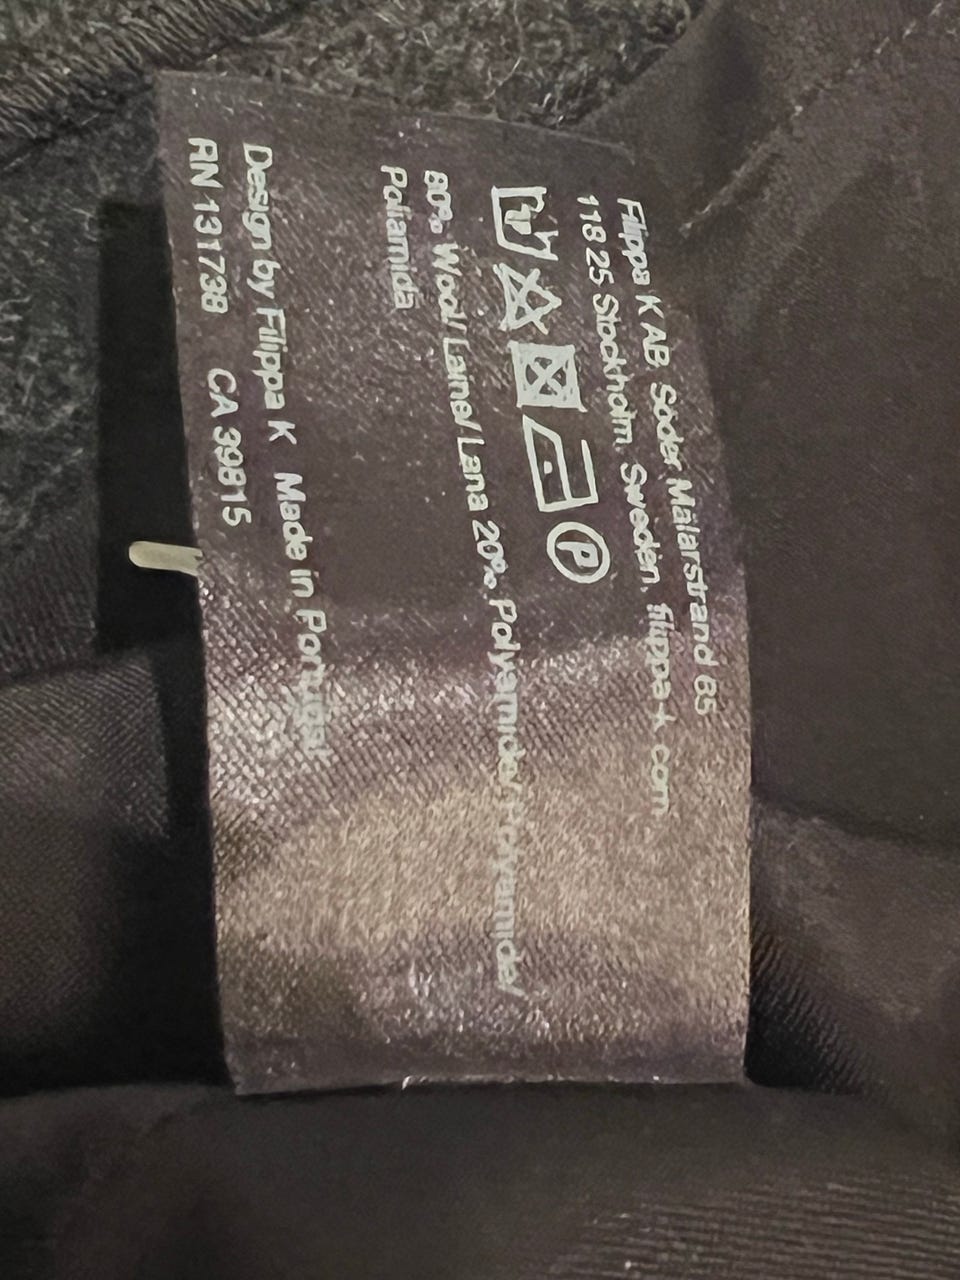 Filippa K AB, Söder Mälarstrand 65
118 25 Stockholm, Sweden, filippa-k.com
P
80% Wool/ Laine/ Lana 20% Polyamide/ Polyamide/
Poliamida
Design by Filippa K Made in Portugal
RN 131738 CA 39815